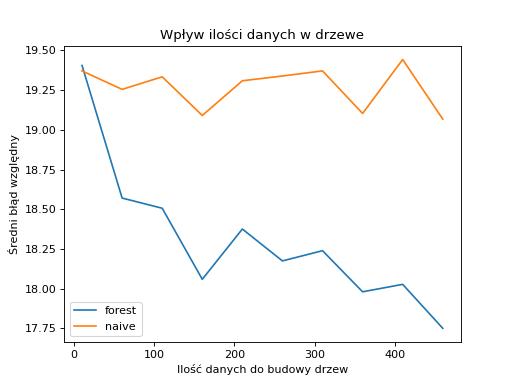 Wpływ ilości danych w drzewe
Średni błąd względny
19.50
19.25
19.00
18.75
18.50
18.25
18.00
17.75
forest
naive
0
100
200
300
400
Ilość danych do budowy drzew